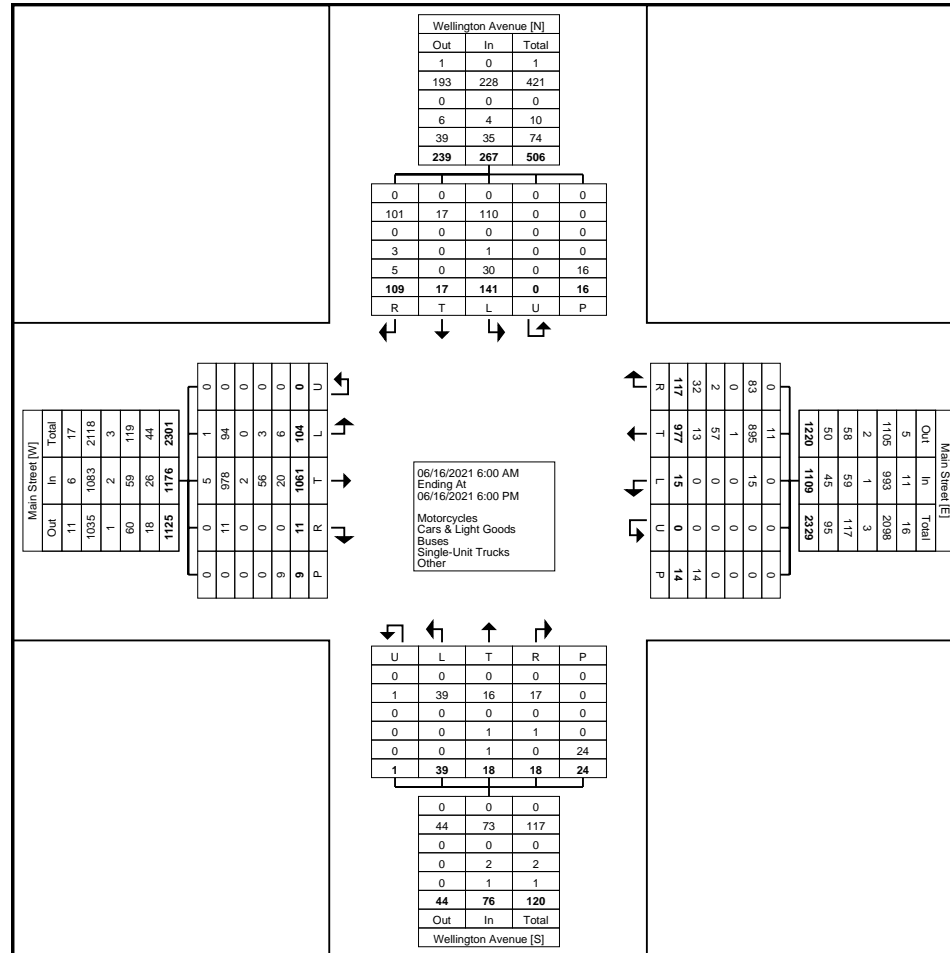 Wellington Avenue [N]
Out In Total
1 0 1
193 228 421
0 0 0
6 4 10
39 35 74
239 267 506
0 0 0 0 0
101 17 110 0 0
0 0 0 0 0
3 0 1 0 0
5 0 30 0 16
109 17 141 0 16
R T L U P
Main Street [W]
Out In Total
11 6 17
1035 1083 2118
1 2 3
60 59 119
18 26 44
1125 1176 2301
0 0 5 1 0
0 11 978 94 0
0 0 2 0 0
0 0 56 3 0
9 0 20 6 0
9 11 1061 104 0
P R T L U
06/16/2021 6:00 AM
Ending At
06/16/2021 6:00 PM
Motorcycles
Cars & Light Goods
Buses
Single-Unit Trucks
Other
Main Street [E]
Out In Total
5 11 16
1105 993 2098
2 1 3
58 59 117
50 45 95
1220 1109 2329
0 11 0 0 0
83 895 15 0 0
0 1 0 0 0
2 57 0 0 0
32 13 0 0 14
117 977 15 0 14
R T L U P
U L T R P
0 0 0 0 0
1 39 16 17 0
0 0 0 0 0
0 0 1 1 0
0 0 1 0 24
1 39 18 18 24
0 0 0
44 73 117
0 0 0
0 2 2
0 1 1
44 76 120
Out In Total
Wellington Avenue [S]